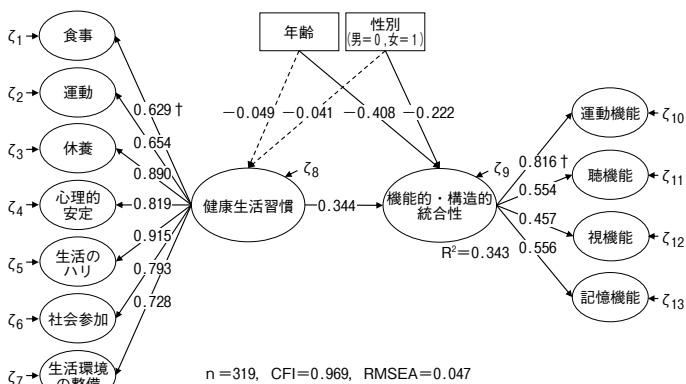 年齢
性別
(男＝0，女＝1)
ζ1
食事
ζ2
運動
ζ3
休養
ζ4
心理的
安定
ζ5
生活の
ハリ
ζ6
社会参加
ζ7
生活環境
の整備
0.629†
0.654
0.890
0.819
0.915
0.793
0.728
−0.049
−0.041
−0.408
−0.222
ζ8
健康生活習慣
0.344
ζ9
機能的・構造的
統合性
R²＝0.343
0.816†
0.554
0.457
0.556
運動機能
ζ10
聴機能
ζ11
視機能
ζ12
記憶機能
ζ13
n＝319，CFI＝0.969，RMSEA＝0.047